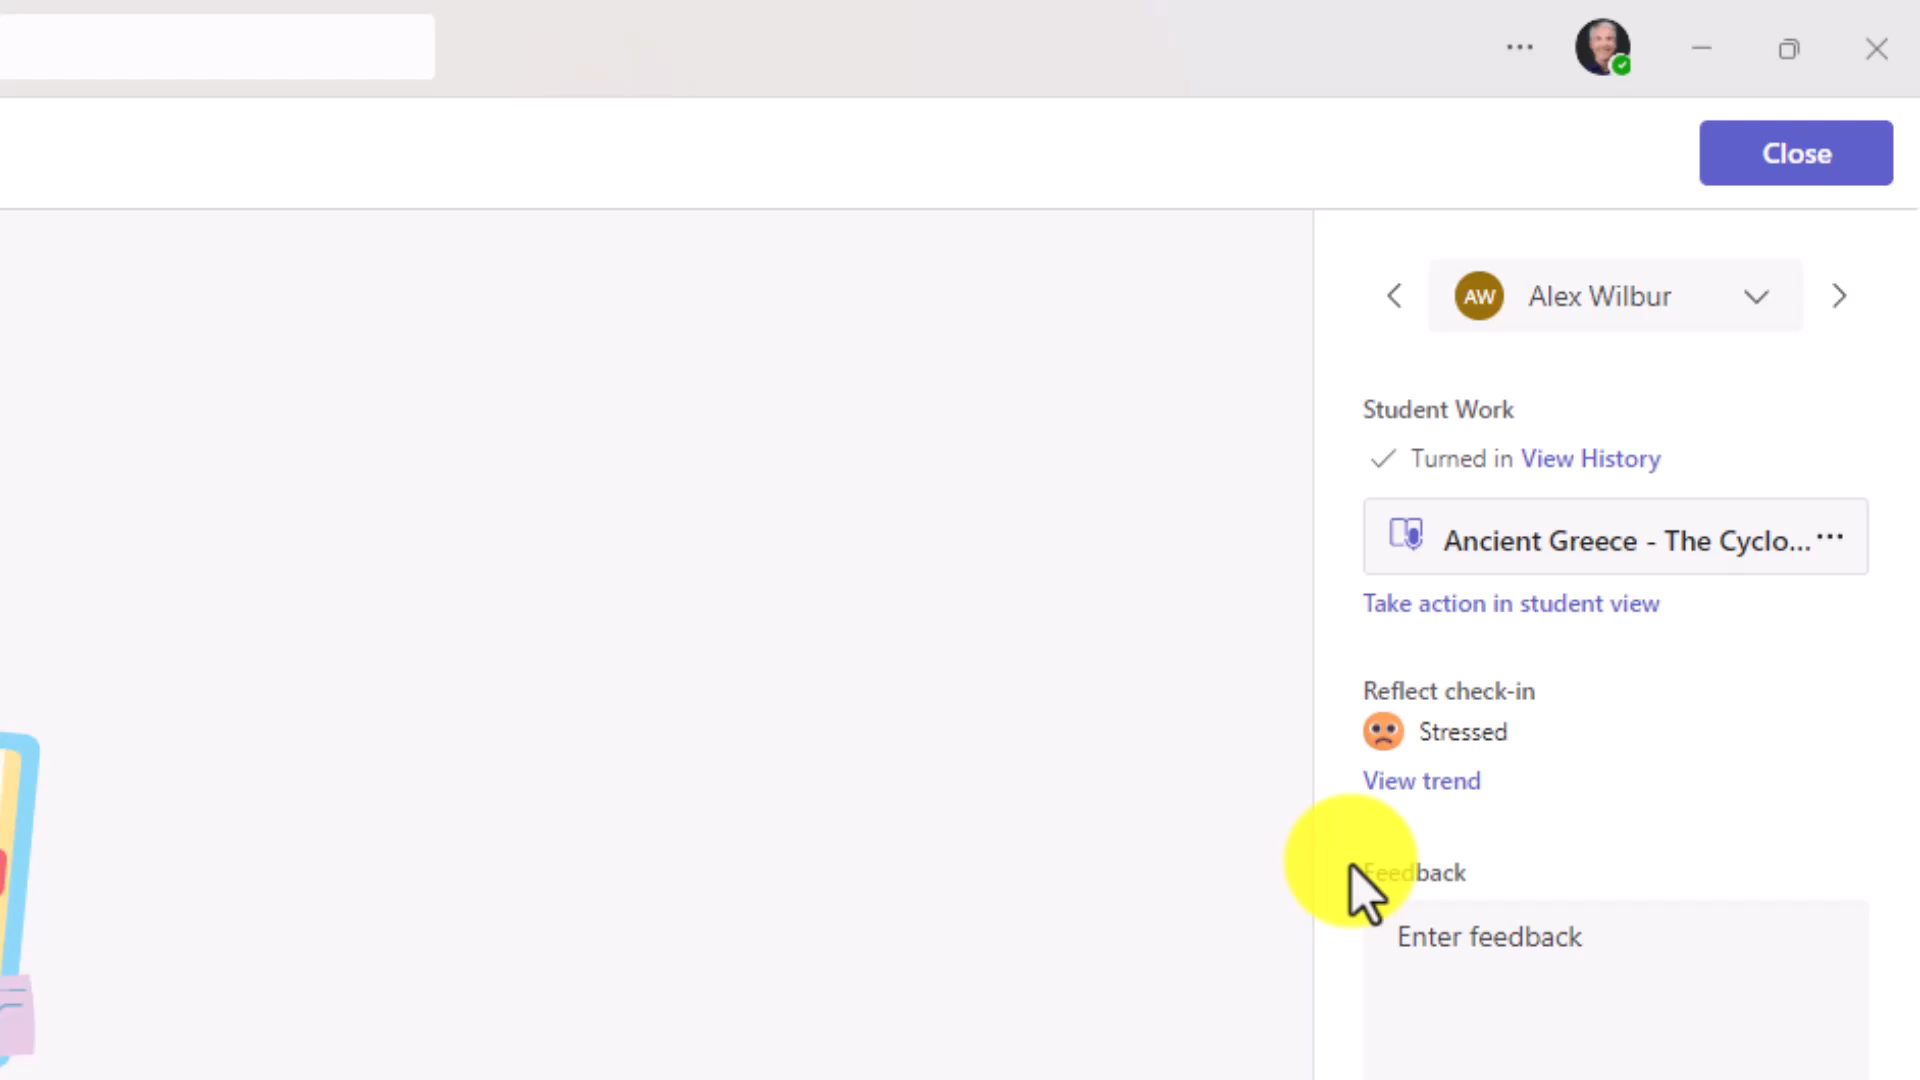 Close
AW Alex Wilbur
Student Work
Turned in View History
Ancient Greece - The Cyclo...
Take action in student view
Reflect check-in
Stressed
View trend
Feedback
Enter feedback